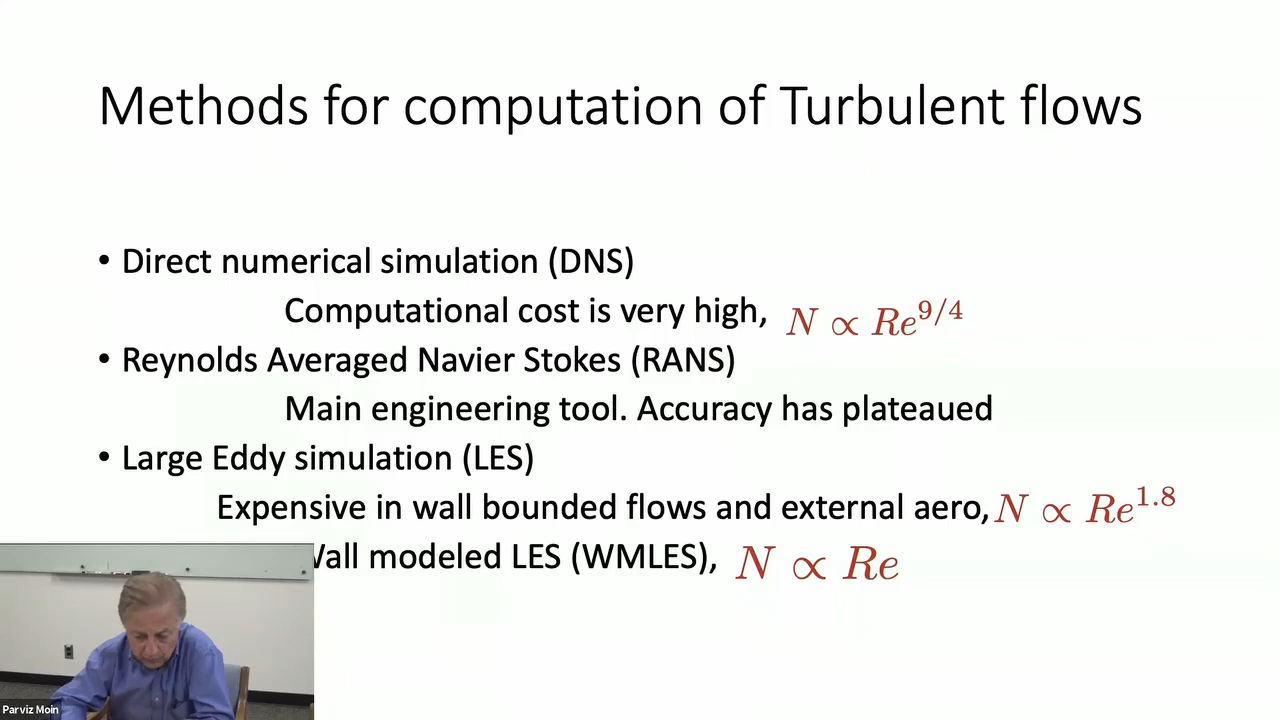 Methods for computation of Turbulent flows
• Direct numerical simulation (DNS)
Computational cost is very high, N ∝ Re^{9/4}
• Reynolds Averaged Navier Stokes (RANS)
Main engineering tool. Accuracy has plateaued
• Large Eddy simulation (LES)
Expensive in wall bounded flows and external aero, N ∝ Re^{1.8}
modeled LES (WMLES), N ∝ Re
Parviz Moin